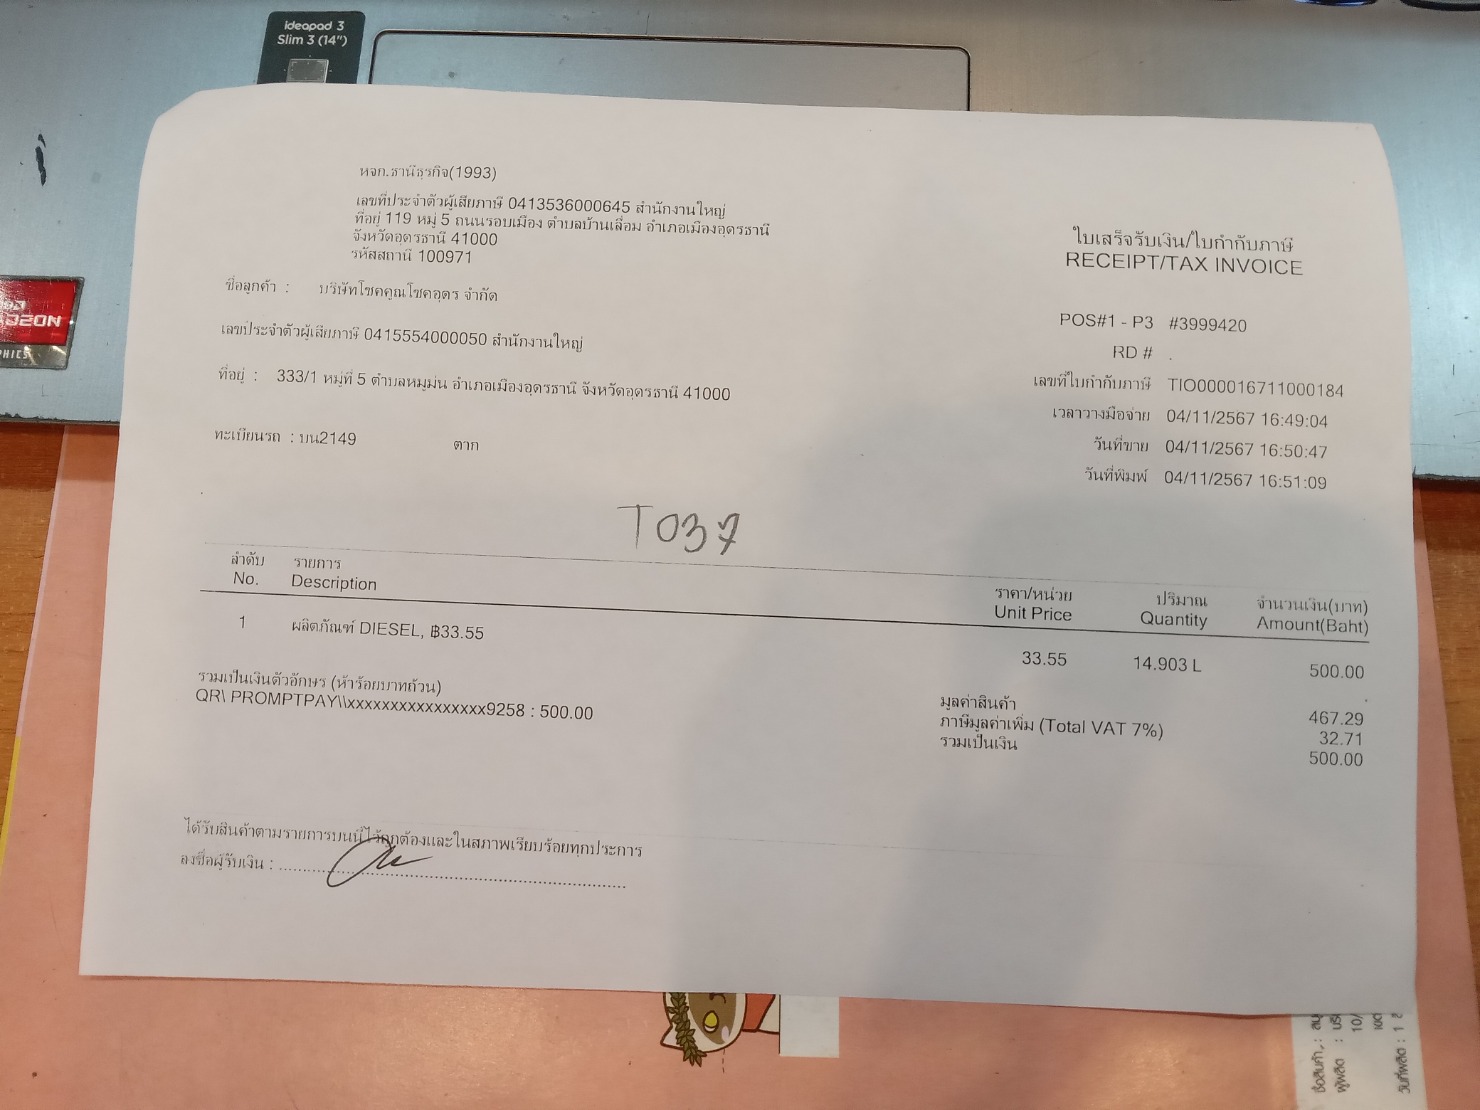 ideapad 3
Slim 3 (14")
หจก.ธานีธุรกิจ(1993)
เลขที่ประจำตัวผู้เสียภาษี 0413536000645 สำนักงานใหญ่
ที่อยู่ 119 หมู่ 5 ถนนรอบเมือง ตำบลบ้านเลื่อม อำเภอเมืองอุดรธานี
จังหวัดอุดรธานี 41000
รหัสสถานี 100971
ใบเสร็จรับเงิน/ใบกำกับภาษี
RECEIPT/TAX INVOICE
ชื่อลูกค้า : บริษัทโชคคูณโชคอุดร จำกัด
เลขประจำตัวผู้เสียภาษี 0415554000050 สำนักงานใหญ่
ที่อยู่ : 333/1 หมู่ที่ 5 ตำบลหมูม่น อำเภอเมืองอุดรธานี จังหวัดอุดรธานี 41000
ทะเบียนรถ : บน2149 ตาก
POS#1 - P3 #3999420
RD # .
เลขที่ใบกำกับภาษี TIO000016711000184
เวลาวางมือจ่าย 04/11/2567 16:49:04
วันที่ขาย 04/11/2567 16:50:47
วันที่พิมพ์ 04/11/2567 16:51:09
T037
ลำดับ รายการ ราคา/หน่วย ปริมาณ จำนวนเงิน(บาท)
No. Description Unit Price Quantity Amount(Baht)
1 ผลิตภัณฑ์ DIESEL, ฿33.55 33.55 14.903 L 500.00
รวมเป็นเงินตัวอักษร (ห้าร้อยบาทถ้วน)
QR\ PROMPTPAY\\xxxxxxxxxxxxxxxx9258 : 500.00
มูลค่าสินค้า 467.29
ภาษีมูลค่าเพิ่ม (Total VAT 7%) 32.71
รวมเป็นเงิน 500.00
ได้รับสินค้าตามรายการบนนี้ไว้ถูกต้องและในสภาพเรียบร้อยทุกประการ
ลงชื่อผู้รับเงิน :